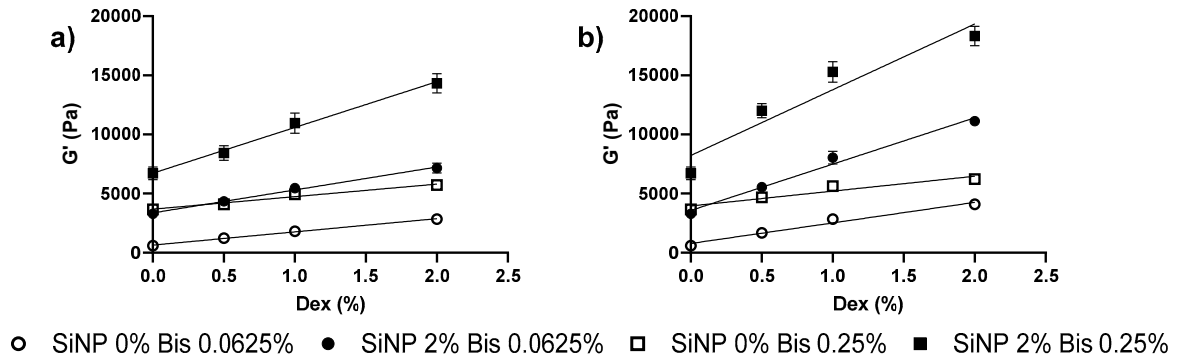 a)
20000
15000
10000
5000
0
G' (Pa)
0.0 0.5 1.0 1.5 2.0 2.5
Dex (%)
b)
20000
15000
10000
5000
0
G' (Pa)
0.0 0.5 1.0 1.5 2.0 2.5
Dex (%)
SiNP 0% Bis 0.0625% SiNP 2% Bis 0.0625% SiNP 0% Bis 0.25% SiNP 2% Bis 0.25%